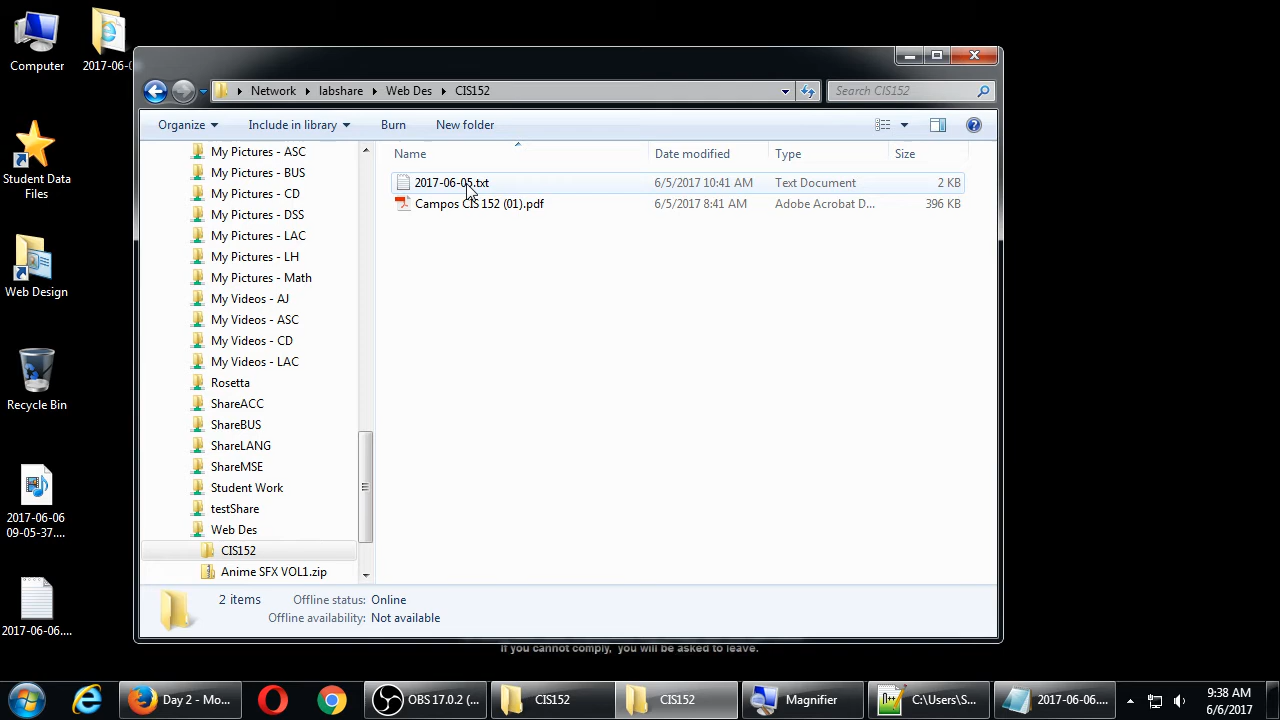 Computer
2017-06-0
Student Data
Files
Web Design
Recycle Bin
2017-06-06
09-05-37....
2017-06-06....
Network
labshare
Web Des
CIS152
Search CIS152
Organize
Include in library
Burn
New folder
Name
Date modified
Type
Size
2017-06-05.txt
6/5/2017 10:41 AM
Text Document
2 KB
Campos CIS 152 (01).pdf
6/5/2017 8:41 AM
Adobe Acrobat D...
396 KB
My Pictures - ASC
My Pictures - BUS
My Pictures - CD
My Pictures - DSS
My Pictures - LAC
My Pictures - LH
My Pictures - Math
My Videos - AJ
My Videos - ASC
My Videos - CD
My Videos - LAC
Rosetta
ShareACC
ShareBUS
ShareLANG
ShareMSE
Student Work
testShare
Web Des
CIS152
Anime SFX VOL1.zip
2 items
Offline status: Online
Offline availability: Not available
If you cannot comply, you will be asked to leave.
Day 2 - Mo...
OBS 17.0.2 (...
CIS152
CIS152
Magnifier
C:\Users\S...
2017-06-06....
9:38 AM
6/6/2017